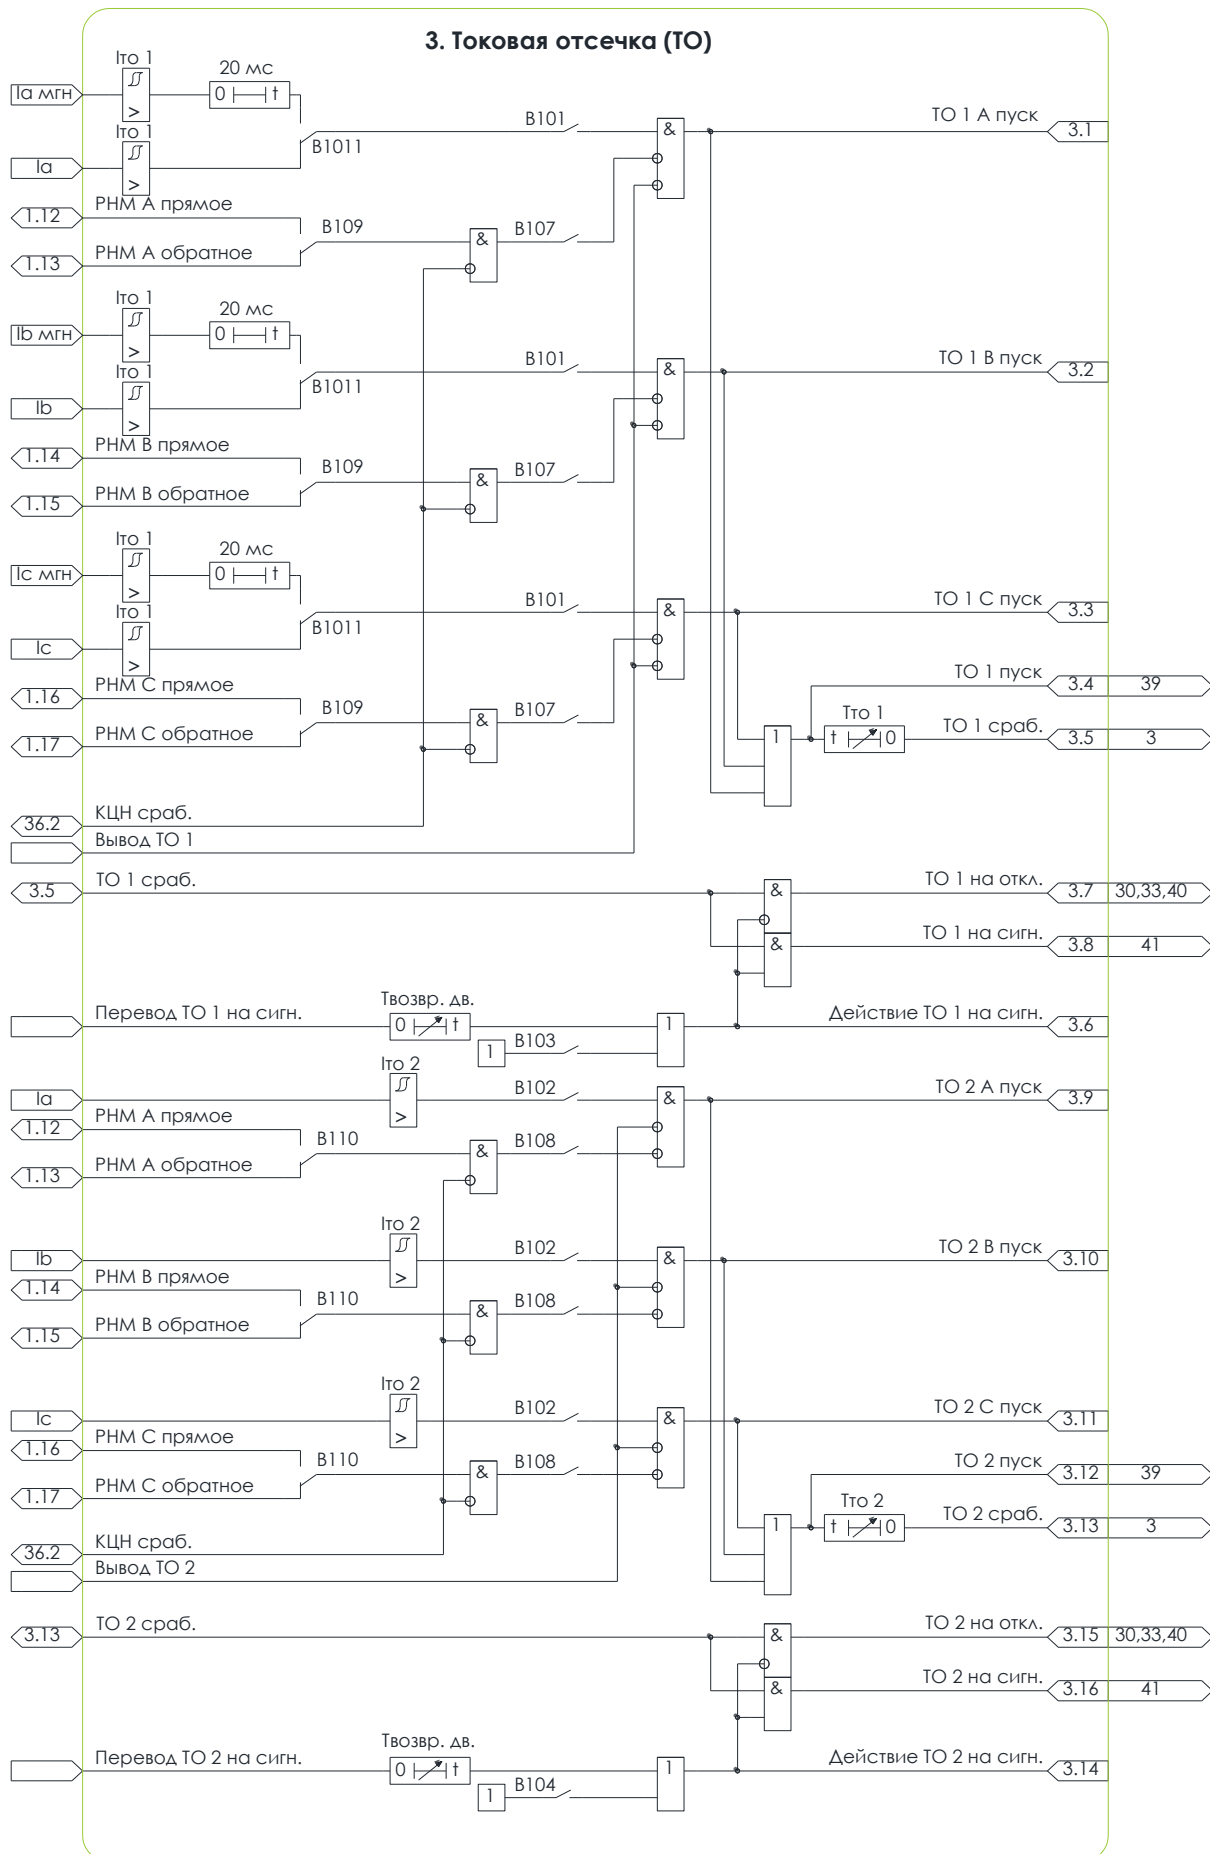 3. Токовая отсечка (ТО)
Iто 1
20 мс
Ia мгн
0 t
>
B101
ТО 1 А пуск
&
3.1
Iто 1
B1011
Ia
>
РНМ А прямое
1.12
B109
B107
РНМ А обратное
&
1.13
Iто 1
20 мс
Ib мгн
0 t
>
B101
ТО 1 В пуск
&
3.2
Iто 1
B1011
Ib
>
РНМ В прямое
1.14
B109
B107
РНМ В обратное
&
1.15
Iто 1
20 мс
Ic мгн
0 t
>
B101
ТО 1 С пуск
&
3.3
Iто 1
B1011
Ic
>
ТО 1 пуск
РНМ С прямое
3.4 39
1.16
B109
B107
Тто 1
РНМ С обратное
&
1
t 0
ТО 1 сраб.
1.17
3.5 3
КЦН сраб.
36.2
Вывод ТО 1
ТО 1 сраб.
3.5
&
ТО 1 на откл.
3.7 30,33,40
&
ТО 1 на сигн.
3.8 41
Твозвр. дв.
Перевод ТО 1 на сигн.
0 t
1
Действие ТО 1 на сигн.
3.6
1
B103
Iто 2
Ia
>
B102
&
ТО 2 А пуск
3.9
РНМ А прямое
1.12
B110
B108
РНМ А обратное
&
1.13
Iто 2
Ib
>
B102
&
ТО 2 В пуск
3.10
РНМ В прямое
1.14
B110
B108
РНМ В обратное
&
1.15
Iто 2
Ic
>
B102
&
ТО 2 С пуск
3.11
РНМ С прямое
1.16
B110
B108
ТО 2 пуск
3.12 39
РНМ С обратное
&
1.17
Тто 2
1
t 0
ТО 2 сраб.
3.13 3
КЦН сраб.
36.2
Вывод ТО 2
ТО 2 сраб.
3.13
&
ТО 2 на откл.
3.15 30,33,40
&
ТО 2 на сигн.
3.16 41
Твозвр. дв.
Перевод ТО 2 на сигн.
0 t
1
Действие ТО 2 на сигн.
3.14
1
B104